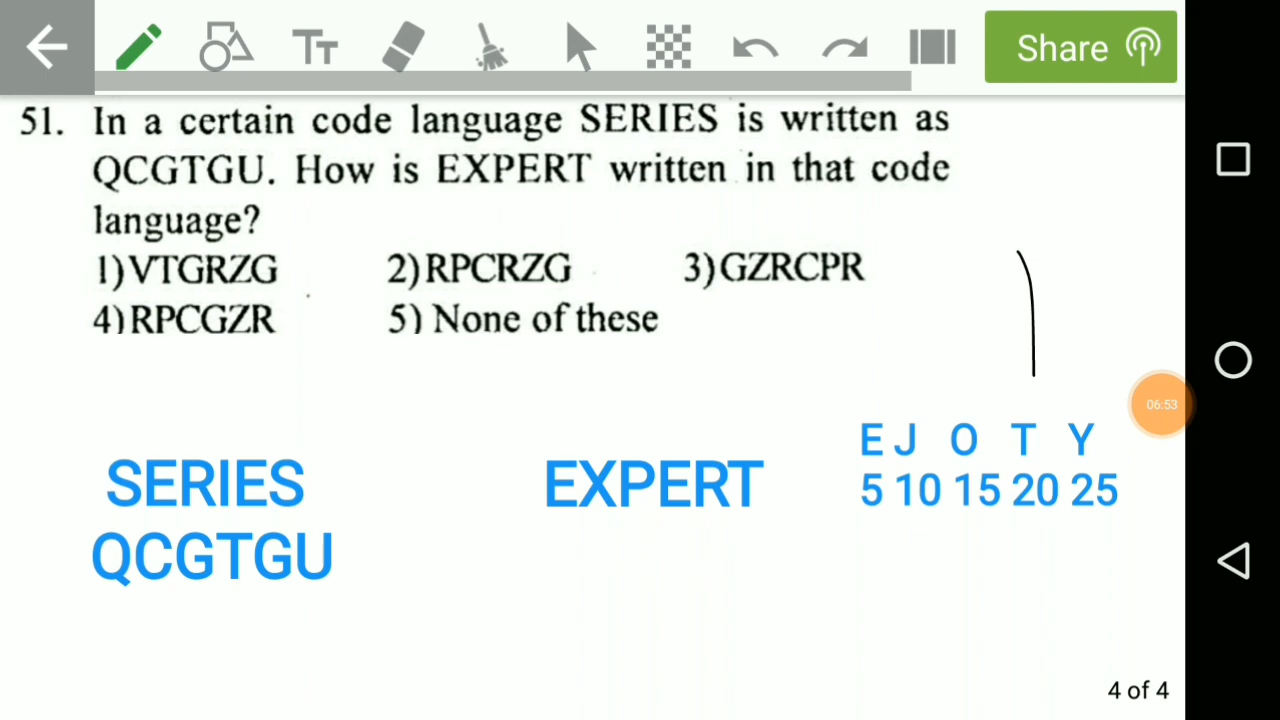 Share
51. In a certain code language SERIES is written as
QCGTGU. How is EXPERT written in that code
language?
1) VTGRZG 2) RPCRZG 3) GZRCPR
4) RPCGZR 5) None of these
06:53
E J O T Y
SERIES EXPERT 5 10 15 20 25
QCGTGU
4 of 4